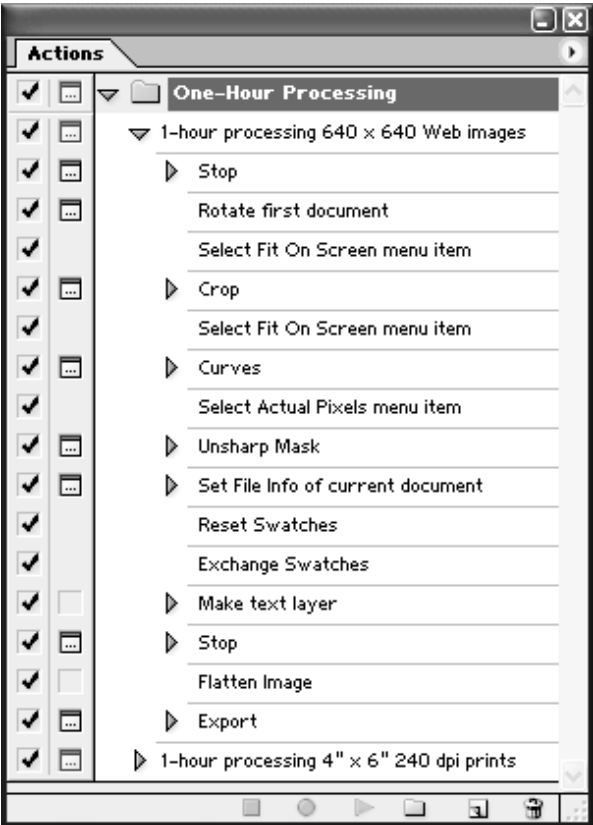 Actions
One-Hour Processing
1-hour processing 640 x 640 Web images
Stop
Rotate first document
Select Fit On Screen menu item
Crop
Select Fit On Screen menu item
Curves
Select Actual Pixels menu item
Unsharp Mask
Set File Info of current document
Reset Swatches
Exchange Swatches
Make text layer
Stop
Flatten Image
Export
1-hour processing 4" x 6" 240 dpi prints